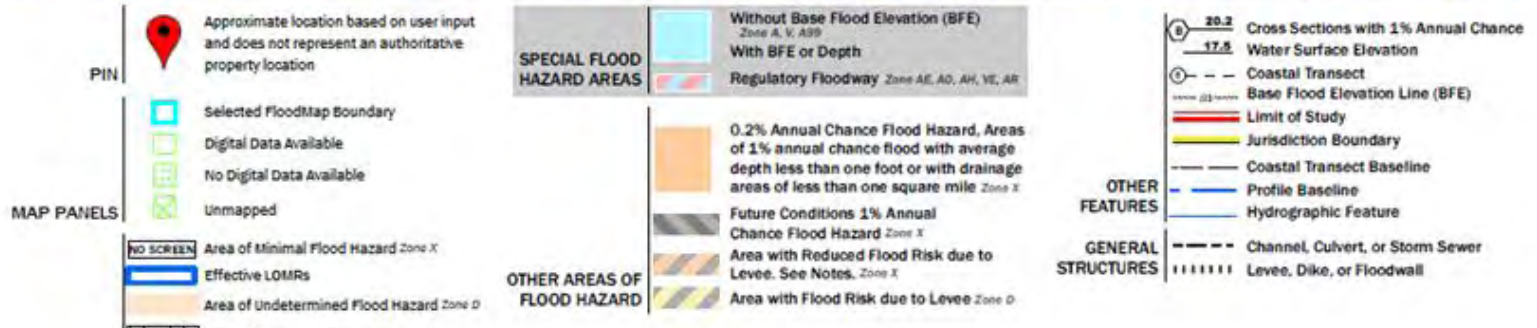 PIN
Approximate location based on user input
and does not represent an authoritative
property location
MAP PANELS
Selected FloodMap Boundary
Digital Data Available
No Digital Data Available
Unmapped
NO SCREEN Area of Minimal Flood Hazard Zone X
Effective LOMRs
Area of Undetermined Flood Hazard Zone D
SPECIAL FLOOD
HAZARD AREAS
Without Base Flood Elevation (BFE)
Zone A, V, A99
With BFE or Depth
Regulatory Floodway Zone AE, AO, AH, VE, AR
OTHER AREAS OF
FLOOD HAZARD
0.2% Annual Chance Flood Hazard, Areas
of 1% annual chance flood with average
depth less than one foot or with drainage
areas of less than one square mile Zone X
Future Conditions 1% Annual
Chance Flood Hazard Zone X
Area with Reduced Flood Risk due to
Levee. See Notes. Zone X
Area with Flood Risk due to Levee Zone D
OTHER
FEATURES
B 20.2 Cross Sections with 1% Annual Chance
17.5 Water Surface Elevation
Coastal Transect
Base Flood Elevation Line (BFE)
Limit of Study
Jurisdiction Boundary
Coastal Transect Baseline
Profile Baseline
Hydrographic Feature
GENERAL
STRUCTURES
Channel, Culvert, or Storm Sewer
Levee, Dike, or Floodwall